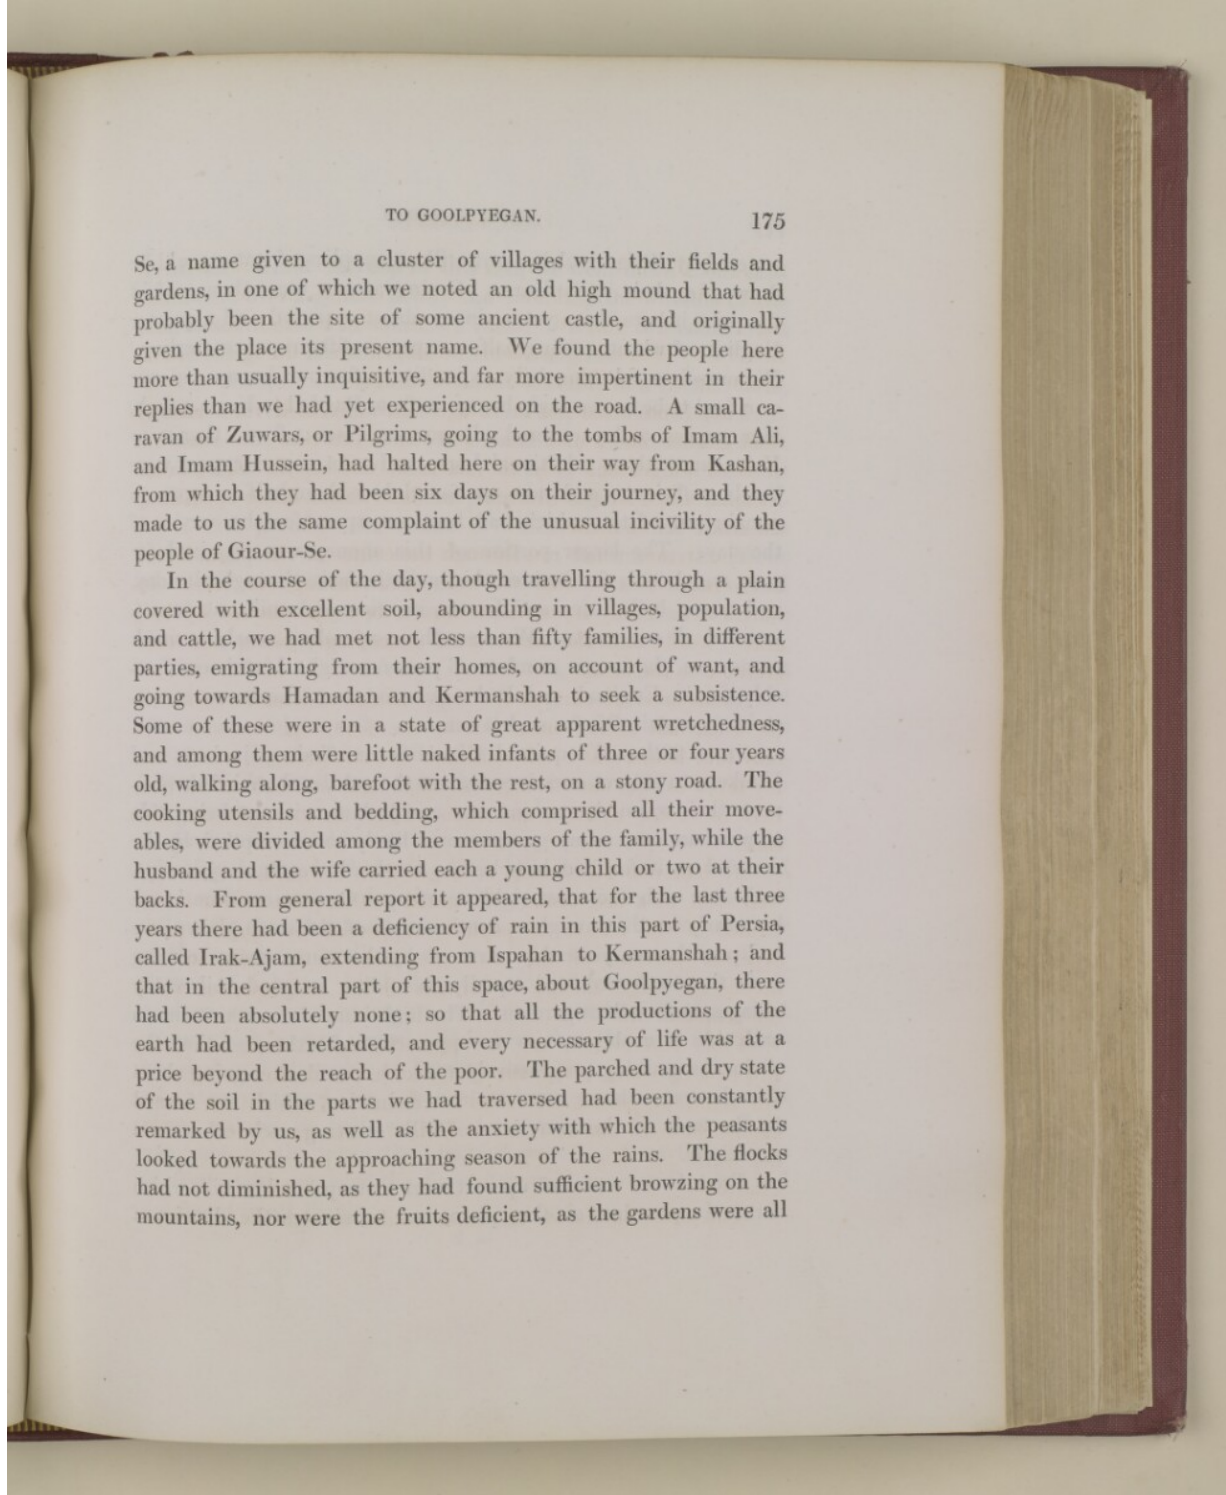 TO GOOLPYEGAN. 175
Se, a name given to a cluster of villages with their fields and
gardens, in one of which we noted an old high mound that had
probably been the site of some ancient castle, and originally
given the place its present name. We found the people here
more than usually inquisitive, and far more impertinent in their
replies than we had yet experienced on the road. A small ca-
ravan of Zuwars, or Pilgrims, going to the tombs of Imam Ali,
and Imam Hussein, had halted here on their way from Kashan,
from which they had been six days on their journey, and they
made to us the same complaint of the unusual incivility of the
people of Giaour-Se.
In the course of the day, though travelling through a plain
covered with excellent soil, abounding in villages, population,
and cattle, we had met not less than fifty families, in different
parties, emigrating from their homes, on account of want, and
going towards Hamadan and Kermanshah to seek a subsistence.
Some of these were in a state of great apparent wretchedness,
and among them were little naked infants of three or four years
old, walking along, barefoot with the rest, on a stony road. The
cooking utensils and bedding, which comprised all their move-
ables, were divided among the members of the family, while the
husband and the wife carried each a young child or two at their
backs. From general report it appeared, that for the last three
years there had been a deficiency of rain in this part of Persia,
called Irak-Ajam, extending from Ispahan to Kermanshah; and
that in the central part of this space, about Goolpyegan, there
had been absolutely none; so that all the productions of the
earth had been retarded, and every necessary of life was at a
price beyond the reach of the poor. The parched and dry state
of the soil in the parts we had traversed had been constantly
remarked by us, as well as the anxiety with which the peasants
looked towards the approaching season of the rains. The flocks
had not diminished, as they had found sufficient browzing on the
mountains, nor were the fruits deficient, as the gardens were all